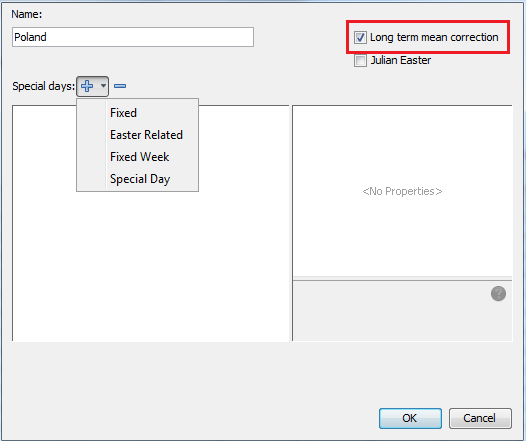 Name:
Poland
Long term mean correction
Julian Easter
Special days:
Fixed
Easter Related
Fixed Week
Special Day
<No Properties>
?
OK
Cancel